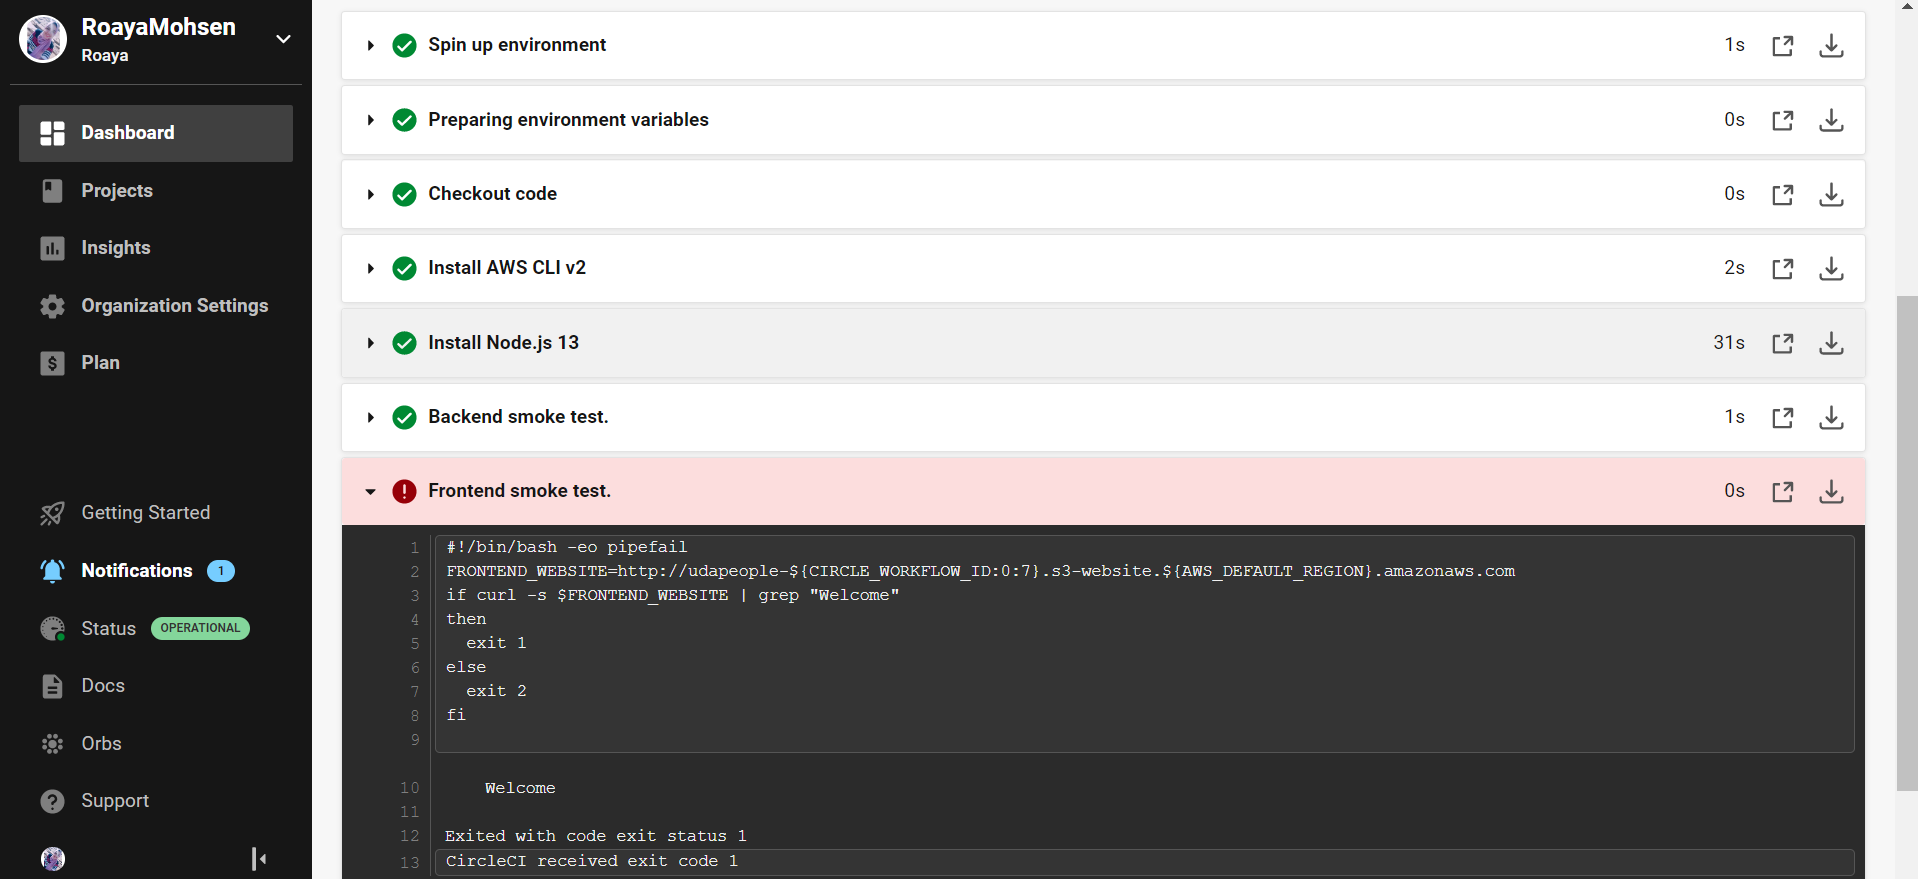 RoayaMohsen
Roaya
Dashboard
Projects
Insights
Organization Settings
Plan
Getting Started
Notifications 1
Status OPERATIONAL
Docs
Orbs
Support
Spin up environment 1s
Preparing environment variables 0s
Checkout code 0s
Install AWS CLI v2 2s
Install Node.js 13 31s
Backend smoke test. 1s
Frontend smoke test. 0s
1 #!/bin/bash -eo pipefail
2 FRONTEND_WEBSITE=http://udapeople-${CIRCLE_WORKFLOW_ID:0:7}.s3-website.${AWS_DEFAULT_REGION}.amazonaws.com
3 if curl -s $FRONTEND_WEBSITE | grep "Welcome"
4 then
5   exit 1
6 else
7   exit 2
8 fi
9
10     Welcome
11
12 Exited with code exit status 1
13 CircleCI received exit code 1